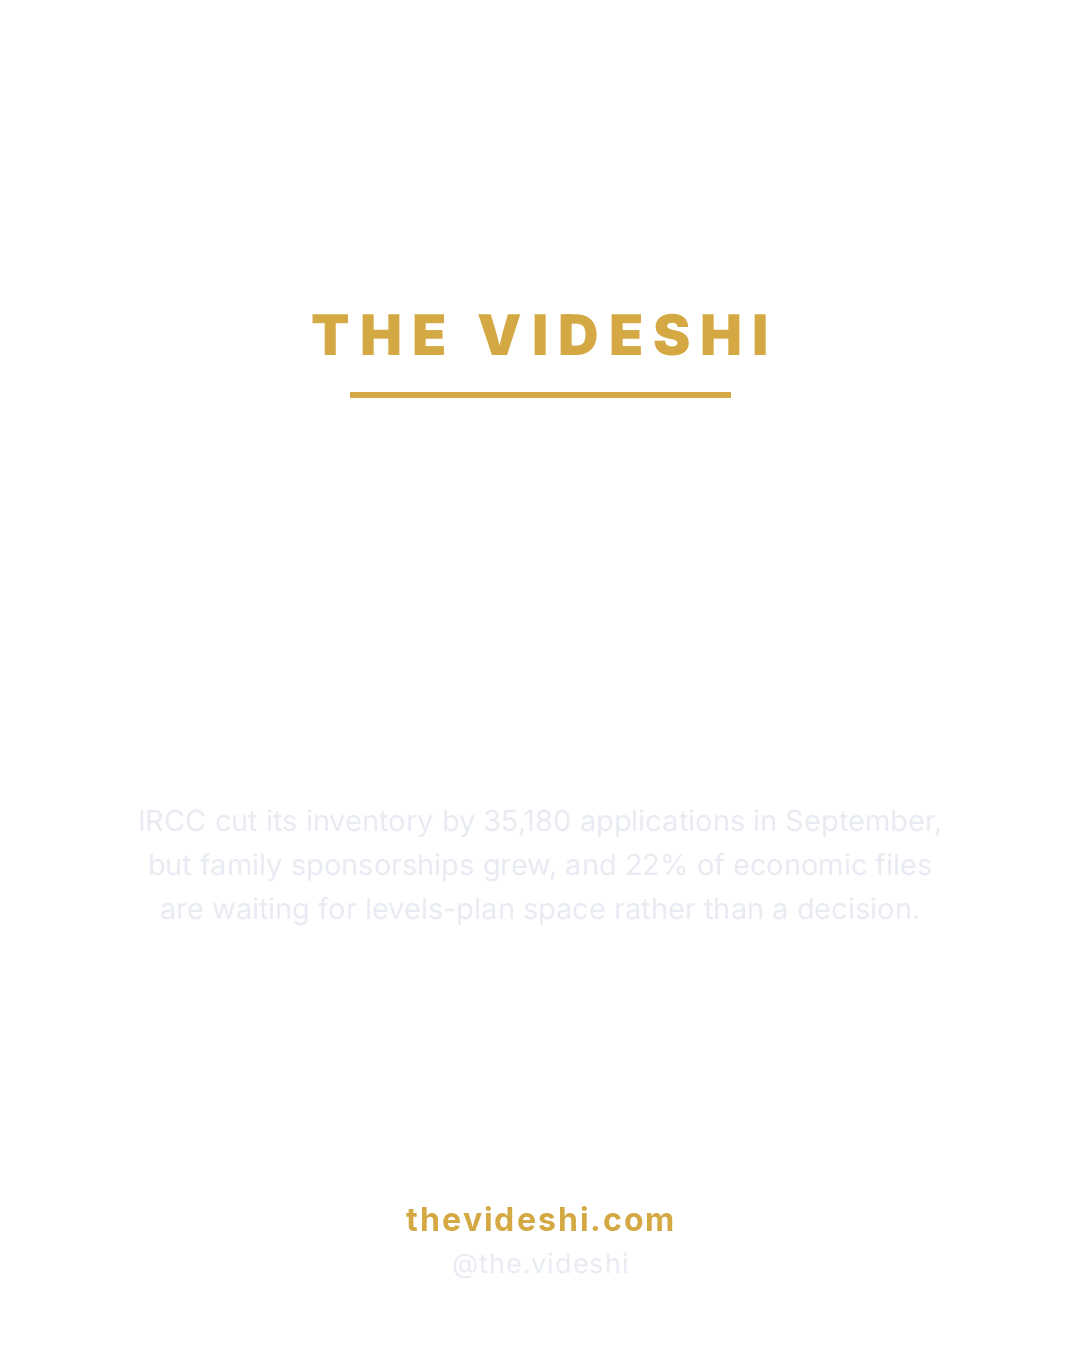 THE VIDESHI
IRCC cut its inventory by 35,180 applications in September,
but family sponsorships grew, and 22% of economic files
are waiting for levels-plan space rather than a decision.
thevideshi.com
@the.videshi